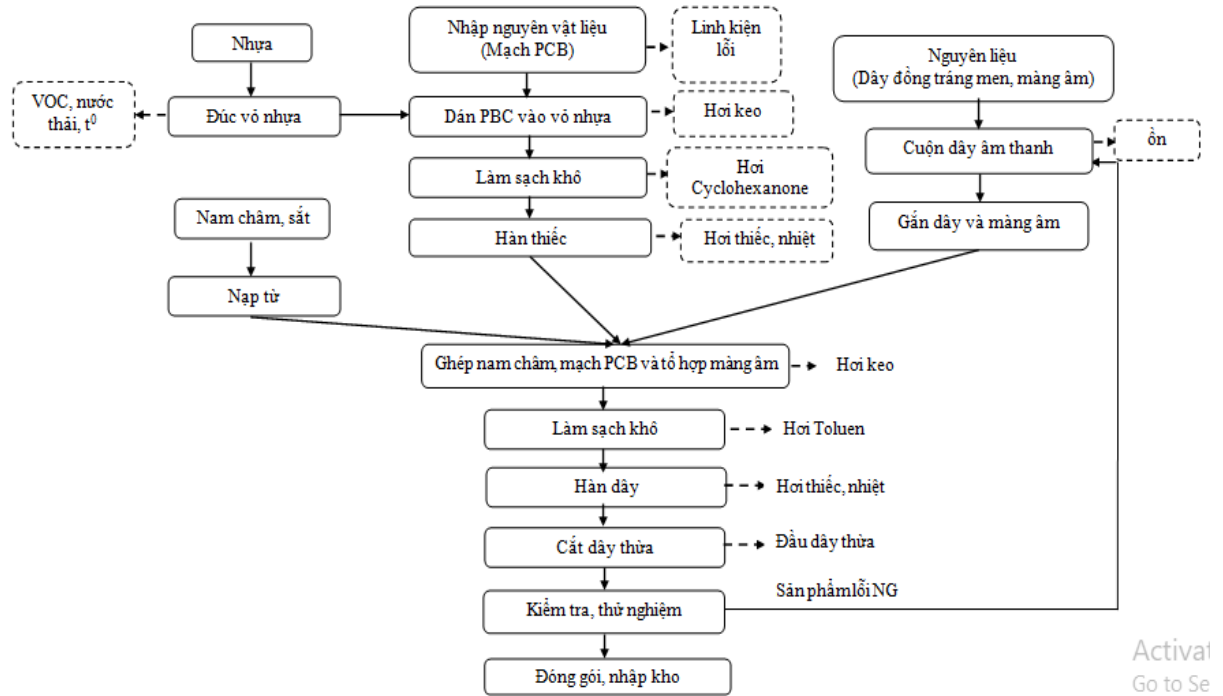 Nhựa
Nhập nguyên vật liệu
(Mạch PCB)
Linh kiện
lỗi
Nguyên liệu
(Dây đồng tráng men, màng âm)
VOC, nước
thải, t⁰
Đúc vỏ nhựa
Dán PBC vào vỏ nhựa
Hơi keo
Cuộn dây âm thanh
ồn
Làm sạch khô
Hơi
Cyclohexanone
Nam châm, sắt
Hàn thiếc
Hơi thiếc, nhiệt
Gắn dây và màng âm
Nạp từ
Ghép nam châm, mạch PCB và tổ hợp màng âm
Hơi keo
Làm sạch khô
Hơi Toluen
Hàn dây
Hơi thiếc, nhiệt
Cắt dây thừa
Đầu dây thừa
Sản phẩm lỗi NG
Kiểm tra, thử nghiệm
Đóng gói, nhập kho
Activat
Go to Se